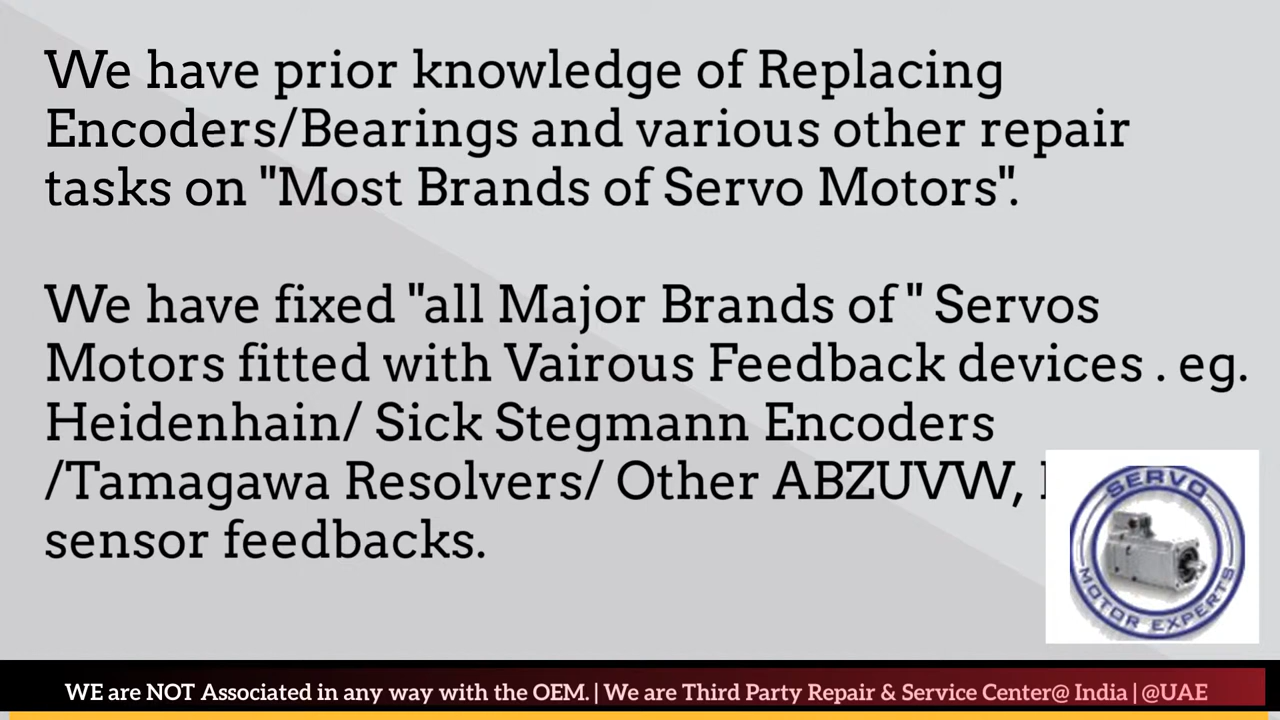 We have prior knowledge of Replacing
Encoders/Bearings and various other repair
tasks on "Most Brands of Servo Motors".
We have fixed "all Major Brands of " Servos
Motors fitted with Vairous Feedback devices . eg.
Heidenhain/ Sick Stegmann Encoders
/Tamagawa Resolvers/ Other ABZUVW,
sensor feedbacks.
SERVO
MOTOR EXPERTS
WE are NOT Associated in any way with the OEM. | We are Third Party Repair & Service Center@ India | @UAE